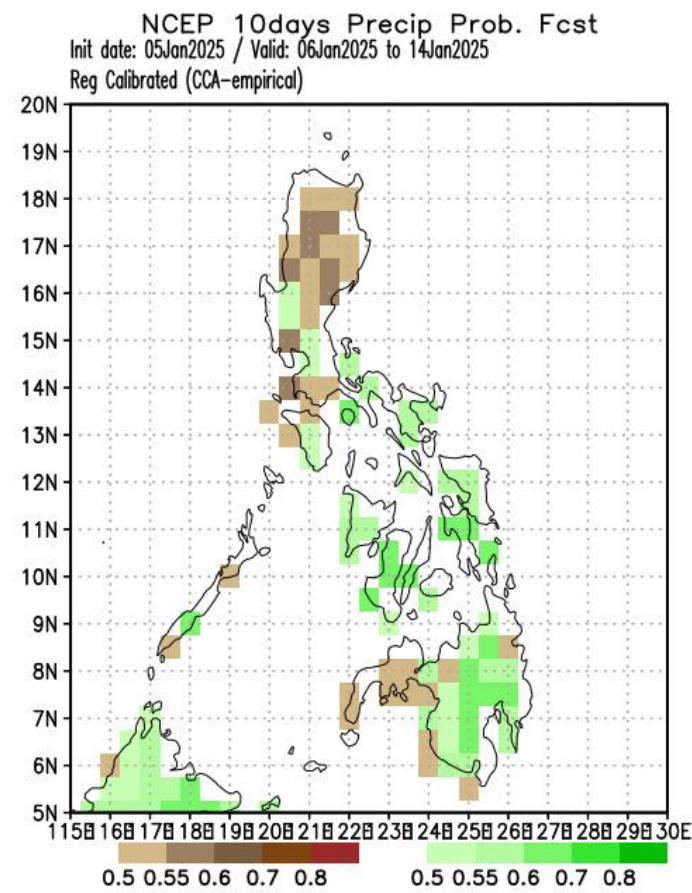 NCEP 10days Precip Prob. Fcst
Init date: 05Jan2025 / Valid: 06Jan2025 to 14Jan2025
Reg Calibrated (CCA-empirical)
20N
19N
18N
17N
16N
15N
14N
13N
12N
11N
10N
9N
8N
7N
6N
5N
115E 116E 117E 118E 119E 120E 121E 122E 123E 124E 125E 126E 127E 128E 129E 130E
0.5 0.55 0.6 0.7 0.8 0.5 0.55 0.6 0.7 0.8